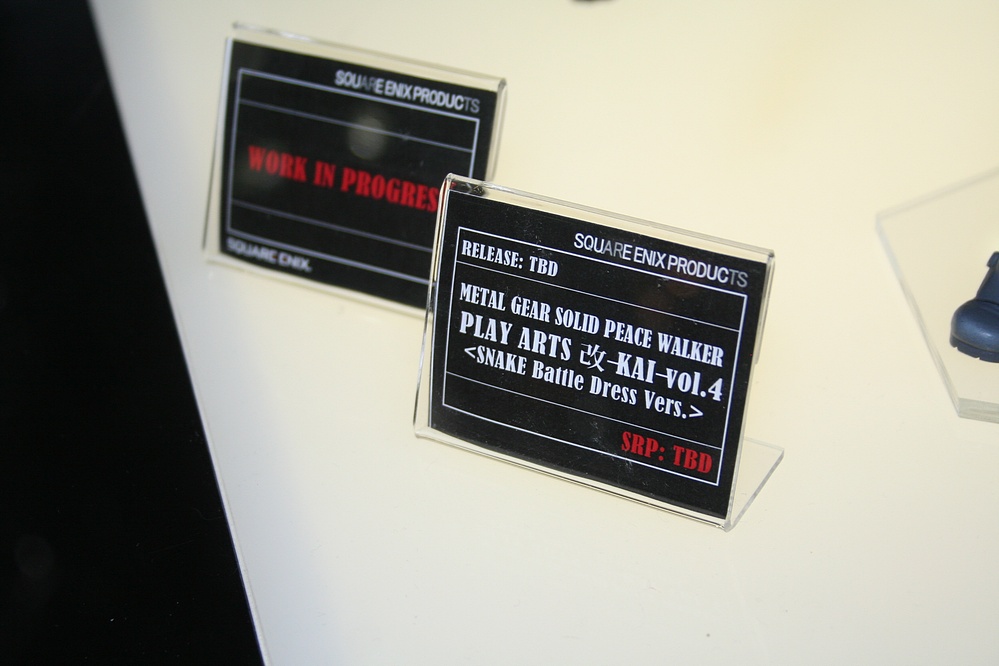 SQUARE ENIX PRODUCTS
WORK IN PROGRES
SQUARE ENIX.
SQUARE ENIX PRODUCTS
RELEASE: TBD
METAL GEAR SOLID PEACE WALKER
PLAY ARTS 改-KAI-vol.4
<SNAKE Battle Dress Vers.>
SRP: TBD